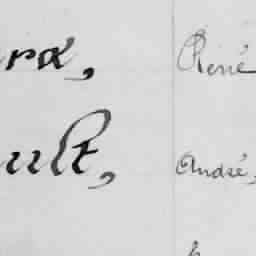 ard, René
ult, André,